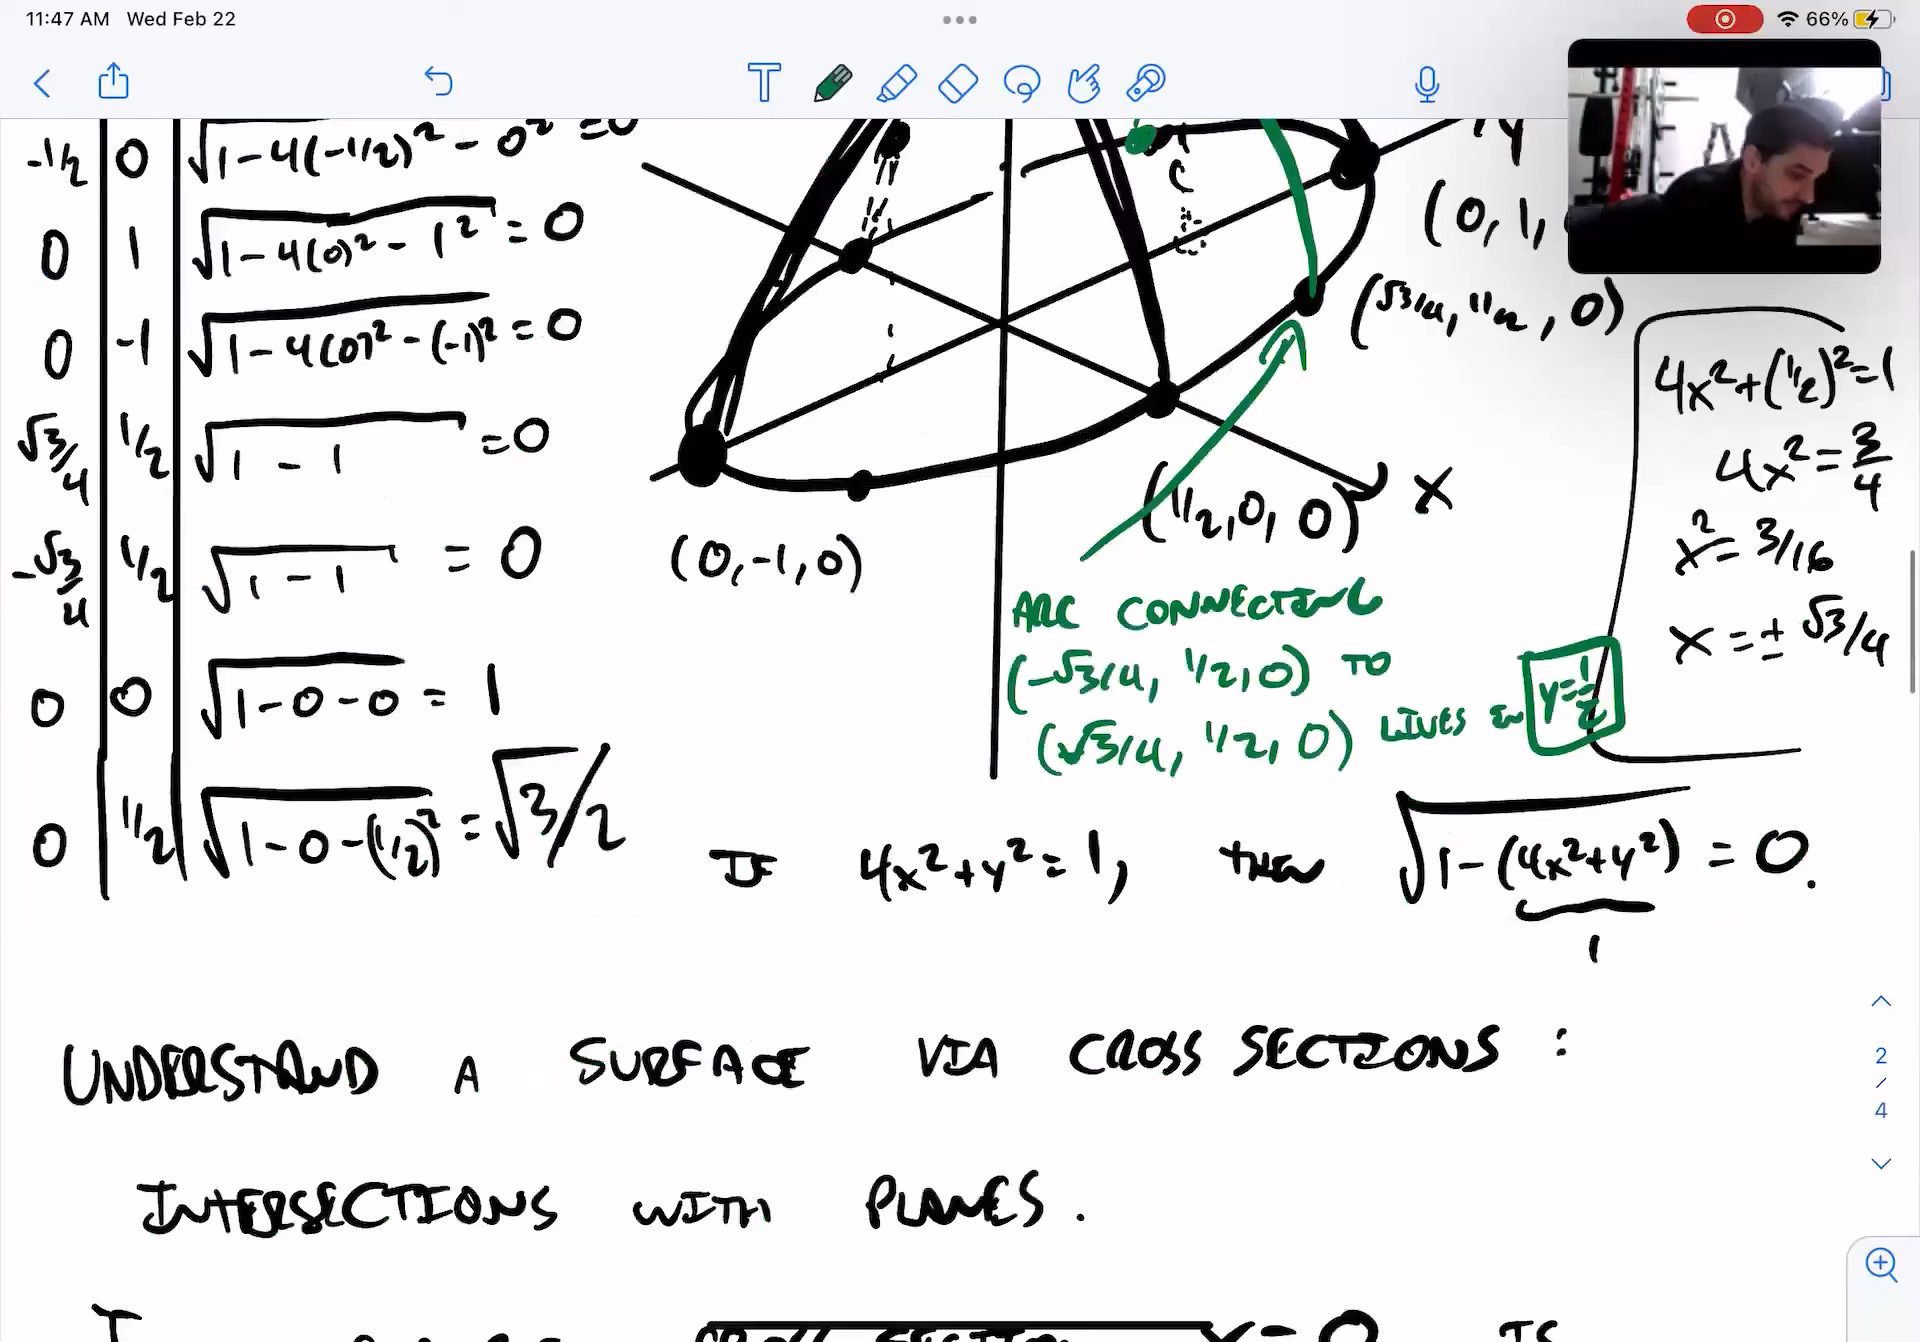 11:47 AM Wed Feb 22
66%
-1/2 0 √1-4(-1/2)² - 0² = 0
0 1 √1-4(0)² - 1² = 0
0 -1 √1-4(0)² - (-1)² = 0
√3/4 1/2 √1 - 1 = 0
-√3/4 1/2 √1 - 1 = 0
0 0 √1-0-0 = 1
0 1/2 √1-0-(1/2)² = √3/2
y
(0, 1,
(√3/4, 1/2, 0)
x
(1/2, 0, 0)
(0, -1, 0)
ARC CONNECTING
(-√3/4, 1/2, 0) TO
(√3/4, 1/2, 0) LIVES IN y=1/2
4x²+(1/2)²=1
4x²=3/4
x²=3/16
x=±√3/4
IF 4x²+y²=1, THEN √1-(4x²+y²) = 0.
1
UNDERSTAND A SURFACE VIA CROSS SECTIONS:
INTERSECTIONS WITH PLANES.
CROSS SECTION x=0 IS
2
/
4